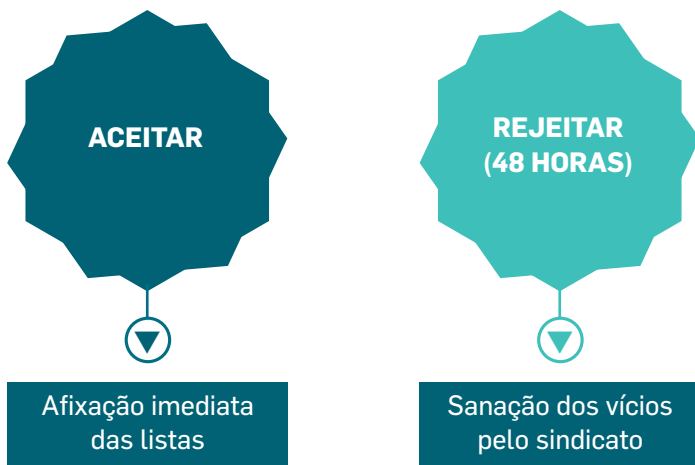 ACEITAR
Afixação imediata
das listas
REJEITAR
(48 HORAS)
Sanação dos vícios
pelo sindicato